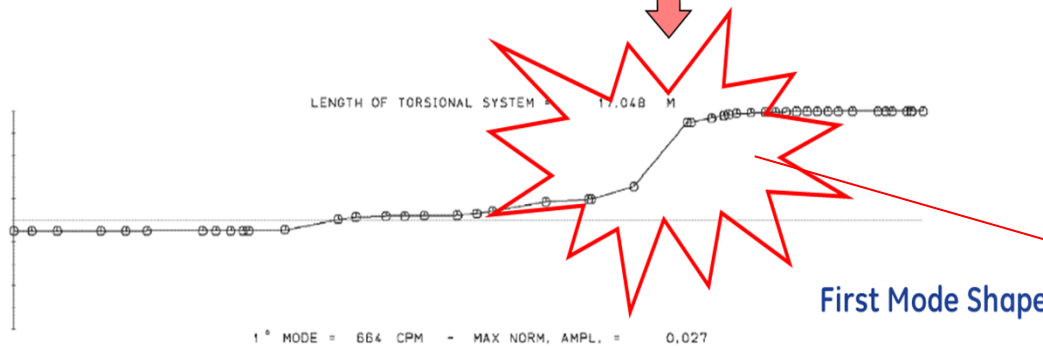 LENGTH OF TORSIONAL SYSTEM = 17.048 M
First Mode Shape
1° MODE = 664 CPM - MAX NORM. AMPL. = 0,027